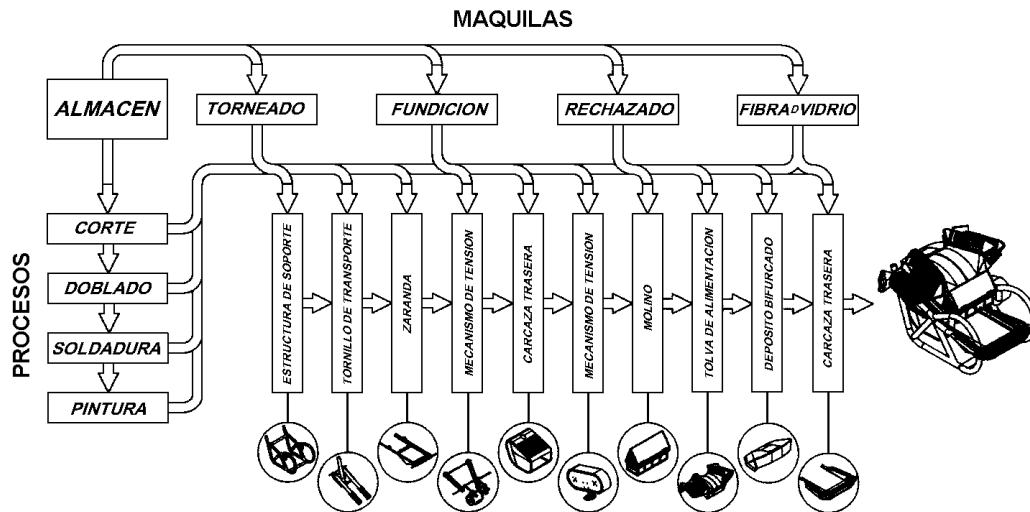 MAQUILAS
ALMACEN
TORNEADO
FUNDICION
RECHAZADO
FIBRA D VIDRIO
PROCESOS
CORTE
DOBLADO
SOLDADURA
PINTURA
ESTRUCTURA DE SOPORTE
TORNILLO DE TRANSPORTE
ZARANDA
MECANISMO DE TENSION
CARCAZA TRASERA
MECANISMO DE TENSION
MOLINO
TOLVA DE ALIMENTACION
DEPOSITO BIFURCADO
CARCAZA TRASERA